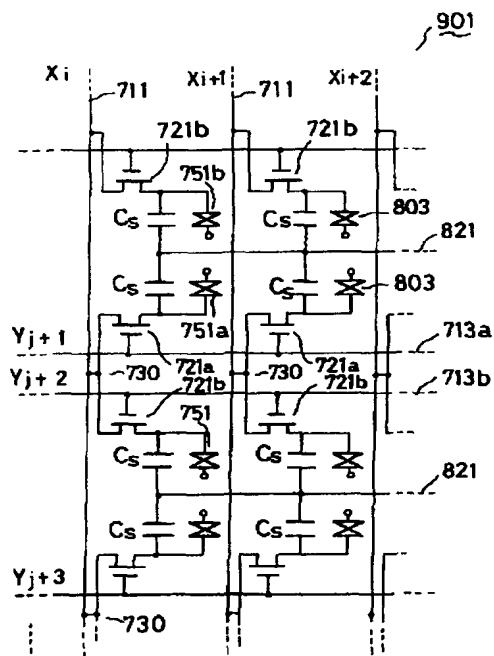 901
Xi 711 Xi+1 711 Xi+2
721b 721b
751b
Cs Cs 803
821
Cs Cs 803
751a
Yj+1 713a
721a 721a
Yj+2 730 721b 730 721b 713b
751
Cs Cs
821
Cs Cs
Yj+3
730